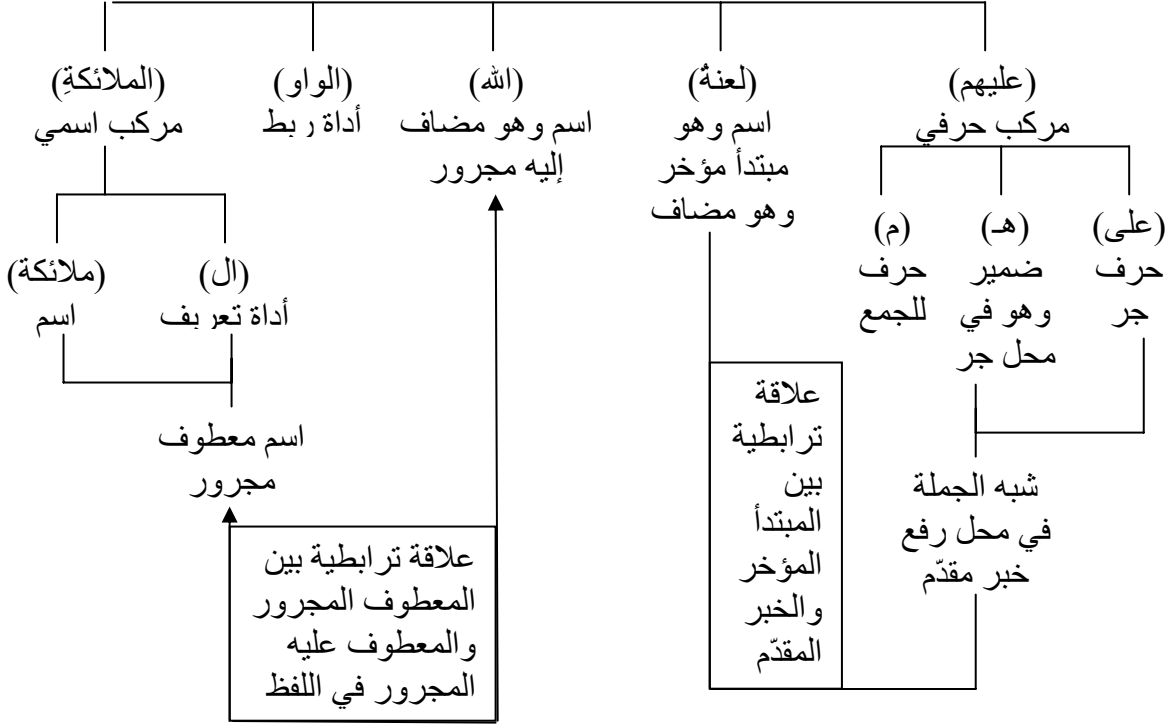 (عليهم)
مركب حرفي
(لعنةُ)
اسم وهو
مبتدأ مؤخر
وهو مضاف
(الله)
اسم وهو مضاف
إليه مجرور
(الواو)
أداة ربط
(الملائكةِ)
مركب اسمي
(على)
حرف
جر
(هـ)
ضمير
وهو في
محل جر
(م)
حرف
للجمع
(ال)
أداة تعريف
(ملائكة)
اسم
شبه الجملة
في محل رفع
خبر مقدّم
علاقة
ترابطية
بين
المبتدأ
المؤخر
والخبر
المقدّم
اسم معطوف
مجرور
علاقة ترابطية بين
المعطوف المجرور
والمعطوف عليه
المجرور في اللفظ